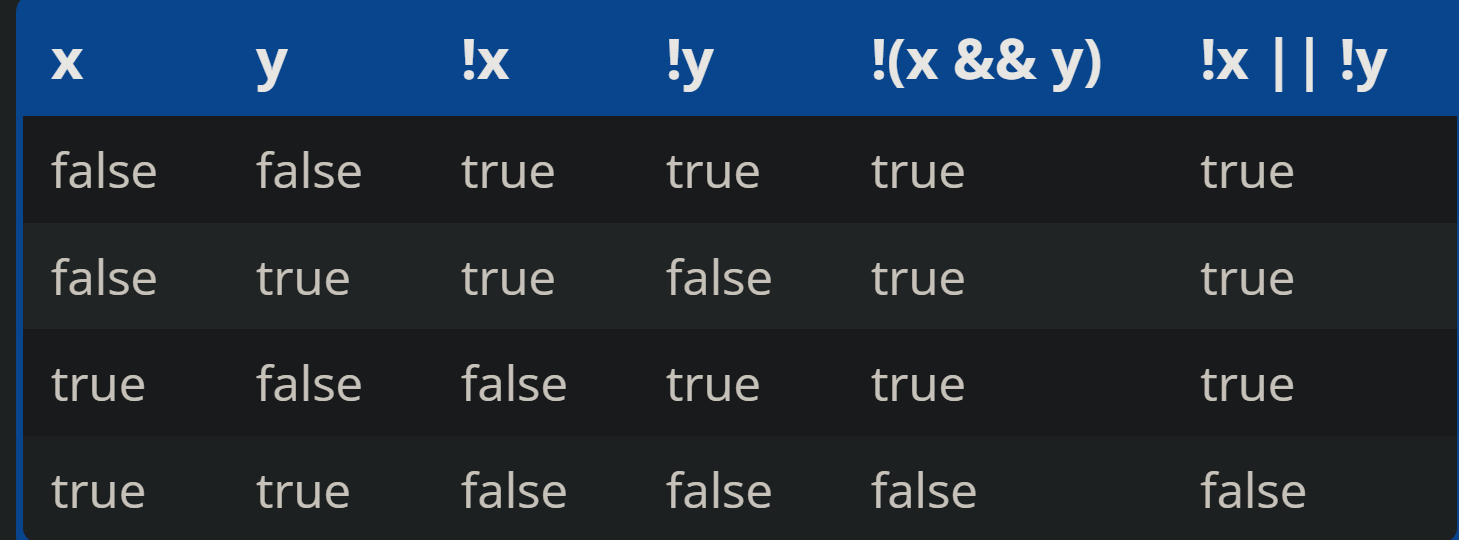 x y !x !y !(x && y) !x || !y
false false true true true true
false true true false true true
true false false true true true
true true false false false false